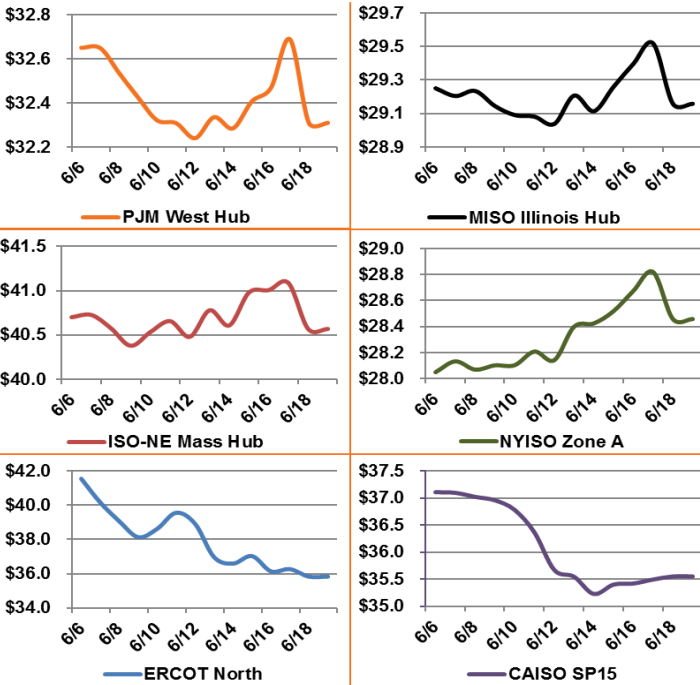 $32.8
$32.6
$32.4
$32.2
6/6 6/8 6/10 6/12 6/14 6/16 6/18
PJM West Hub
$29.7
$29.5
$29.3
$29.1
$28.9
6/6 6/8 6/10 6/12 6/14 6/16 6/18
MISO Illinois Hub
$41.5
$41.0
$40.5
$40.0
6/6 6/8 6/10 6/12 6/14 6/16 6/18
ISO-NE Mass Hub
$29.0
$28.8
$28.6
$28.4
$28.2
$28.0
6/6 6/8 6/10 6/12 6/14 6/16 6/18
NYISO Zone A
$42.0
$40.0
$38.0
$36.0
$34.0
6/6 6/8 6/10 6/12 6/14 6/16 6/18
ERCOT North
$37.5
$37.0
$36.5
$36.0
$35.5
$35.0
6/6 6/8 6/10 6/12 6/14 6/16 6/18
CAISO SP15